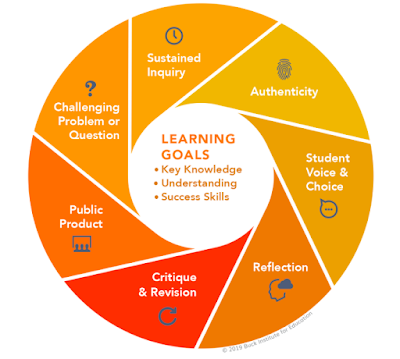 Sustained
Inquiry
Authenticity
Student
Voice &
Choice
Reflection
Critique
& Revision
Public
Product
?
Challenging
Problem or
Question
LEARNING
GOALS
• Key Knowledge
• Understanding
• Success Skills
© 2019 Buck Institute for Education